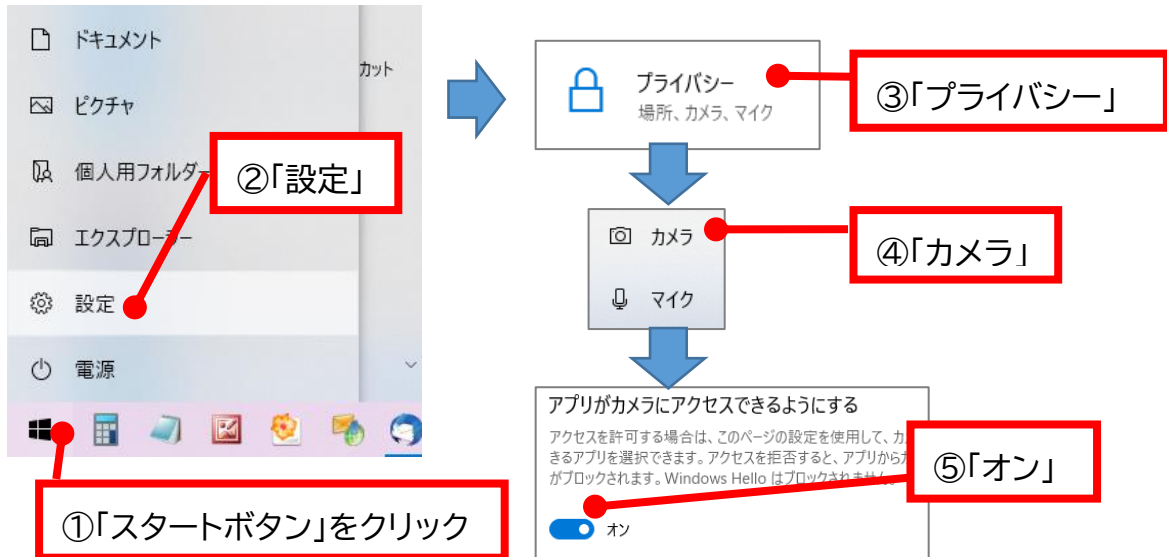 ドキュメント
カット
ピクチャ
個人用フォルダー
②「設定」
エクスプローラー
設定
電源
①「スタートボタン」をクリック
プライバシー
場所、カメラ、マイク
③「プライバシー」
カメラ
④「カメラ」
マイク
アプリがカメラにアクセスできるようにする
アクセスを許可する場合は、このページの設定を使用して、カ
きるアプリを選択できます。アクセスを拒否すると、アプリから
がブロックされます。Windows Hello はブロックされません。
⑤「オン」
オン